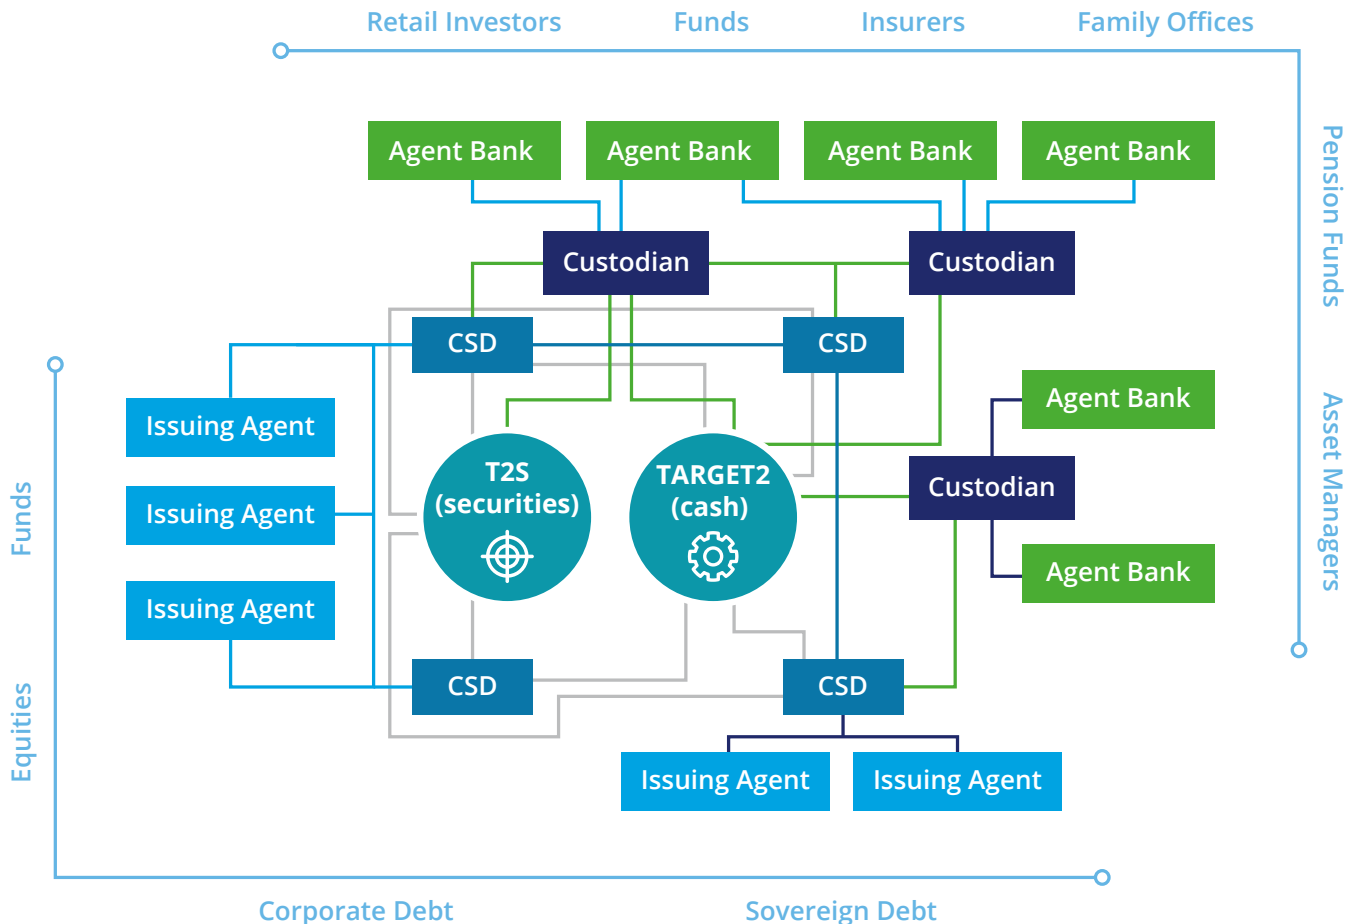 Retail Investors
Funds
Insurers
Family Offices
Agent Bank
Agent Bank
Agent Bank
Agent Bank
Pension Funds
Custodian
Custodian
CSD
CSD
Issuing Agent
Agent Bank
Asset Managers
T2S
(securities)
TARGET2
(cash)
Custodian
Funds
Issuing Agent
Agent Bank
Issuing Agent
CSD
CSD
Equities
Issuing Agent
Issuing Agent
Corporate Debt
Sovereign Debt